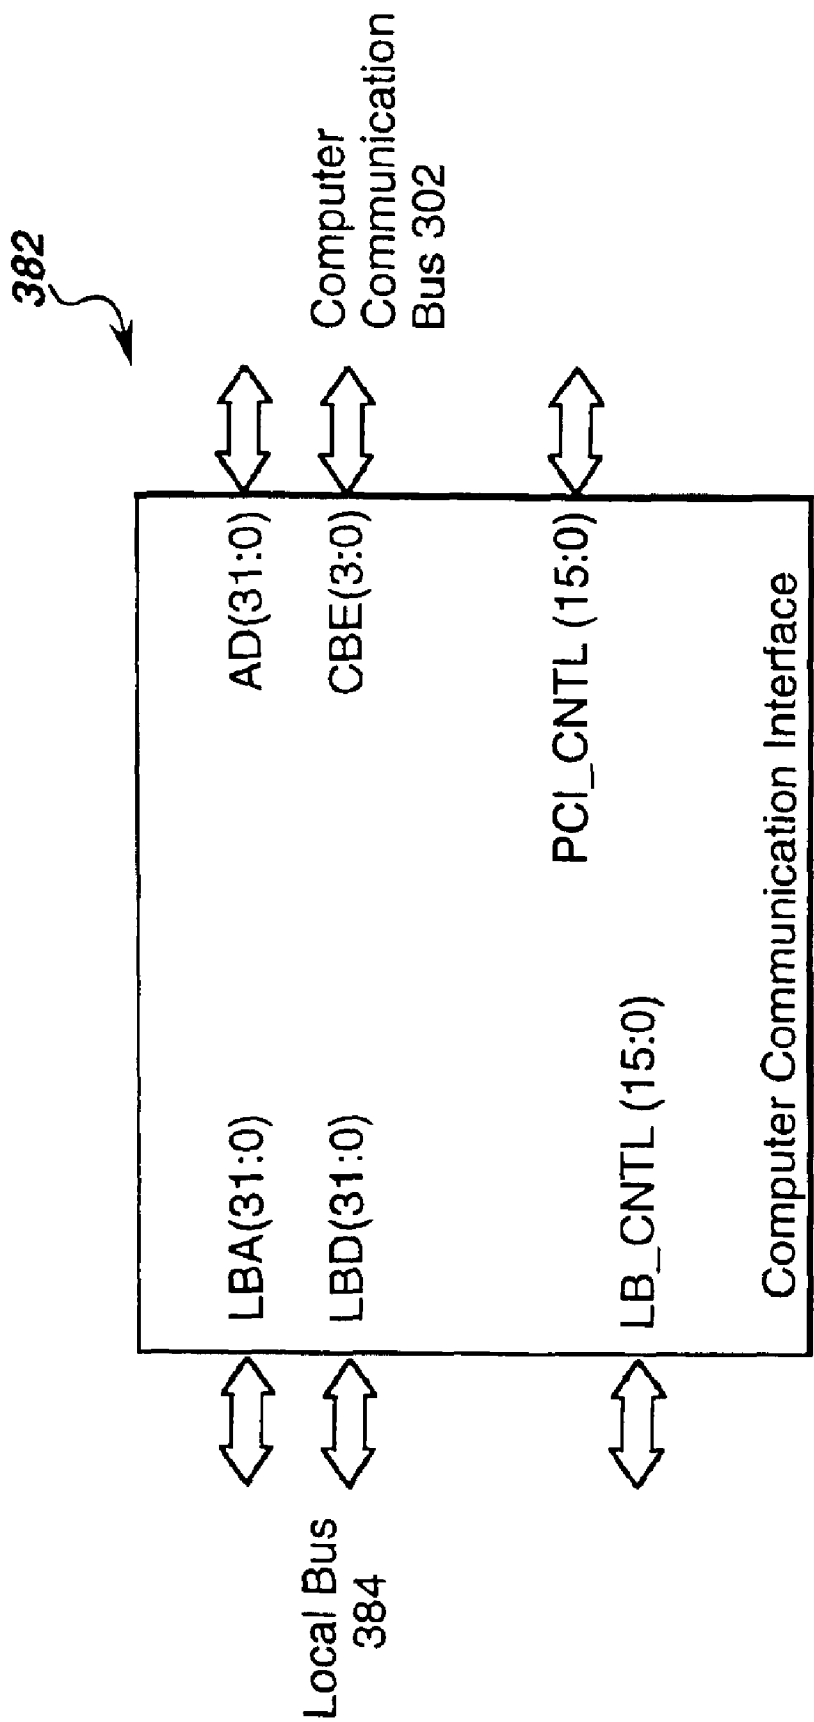 382
LBA(31:0)
AD(31:0)
Computer
Communication
Bus 302
Local Bus
384
LBD(31:0)
CBE(3:0)
PCI_CNTL (15:0)
LB_CNTL (15:0)
Computer Communication Interface